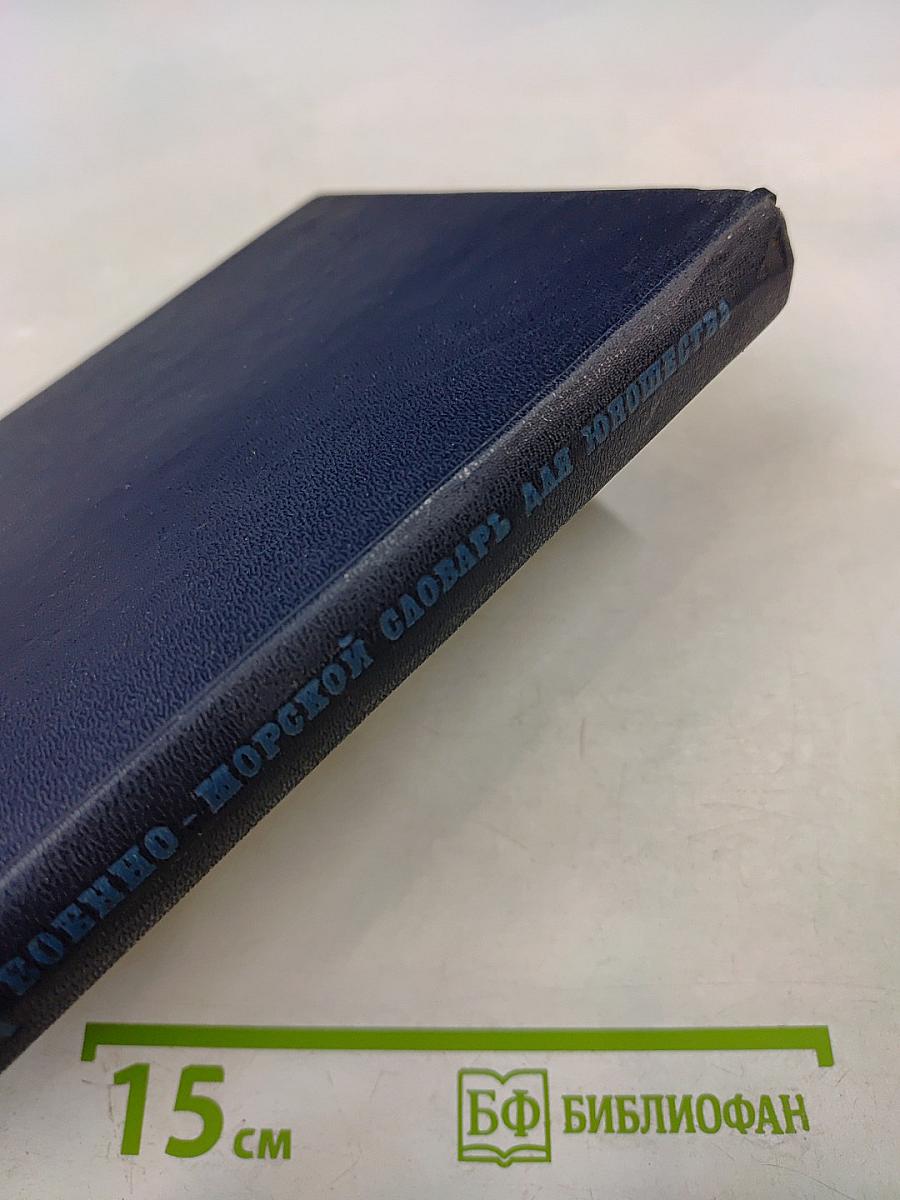 ВОЕННО-МОРСКОЙ СЛОВАРЬ ДЛЯ ЮНОШЕСТВА
15 см
БФ БИБЛИОФАН